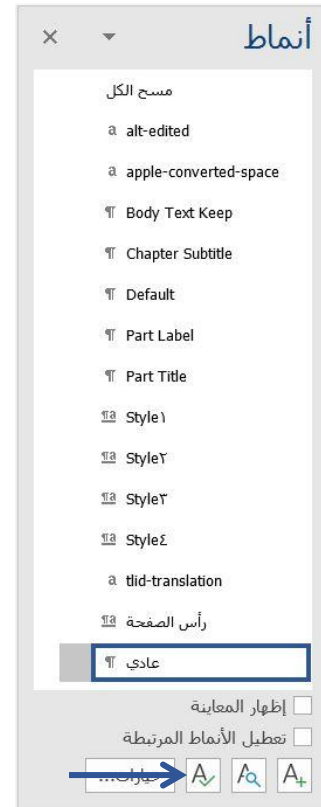 أنماط
مسح الكل
alt-edited
apple-converted-space
Body Text Keep
Chapter Subtitle
Default
Part Label
Part Title
Style١
Style٢
Style٣
Style٤
tlid-translation
رأس الصفحة
عادي
إظهار المعاينة
تعطيل الأنماط المرتبطة
خيارات...